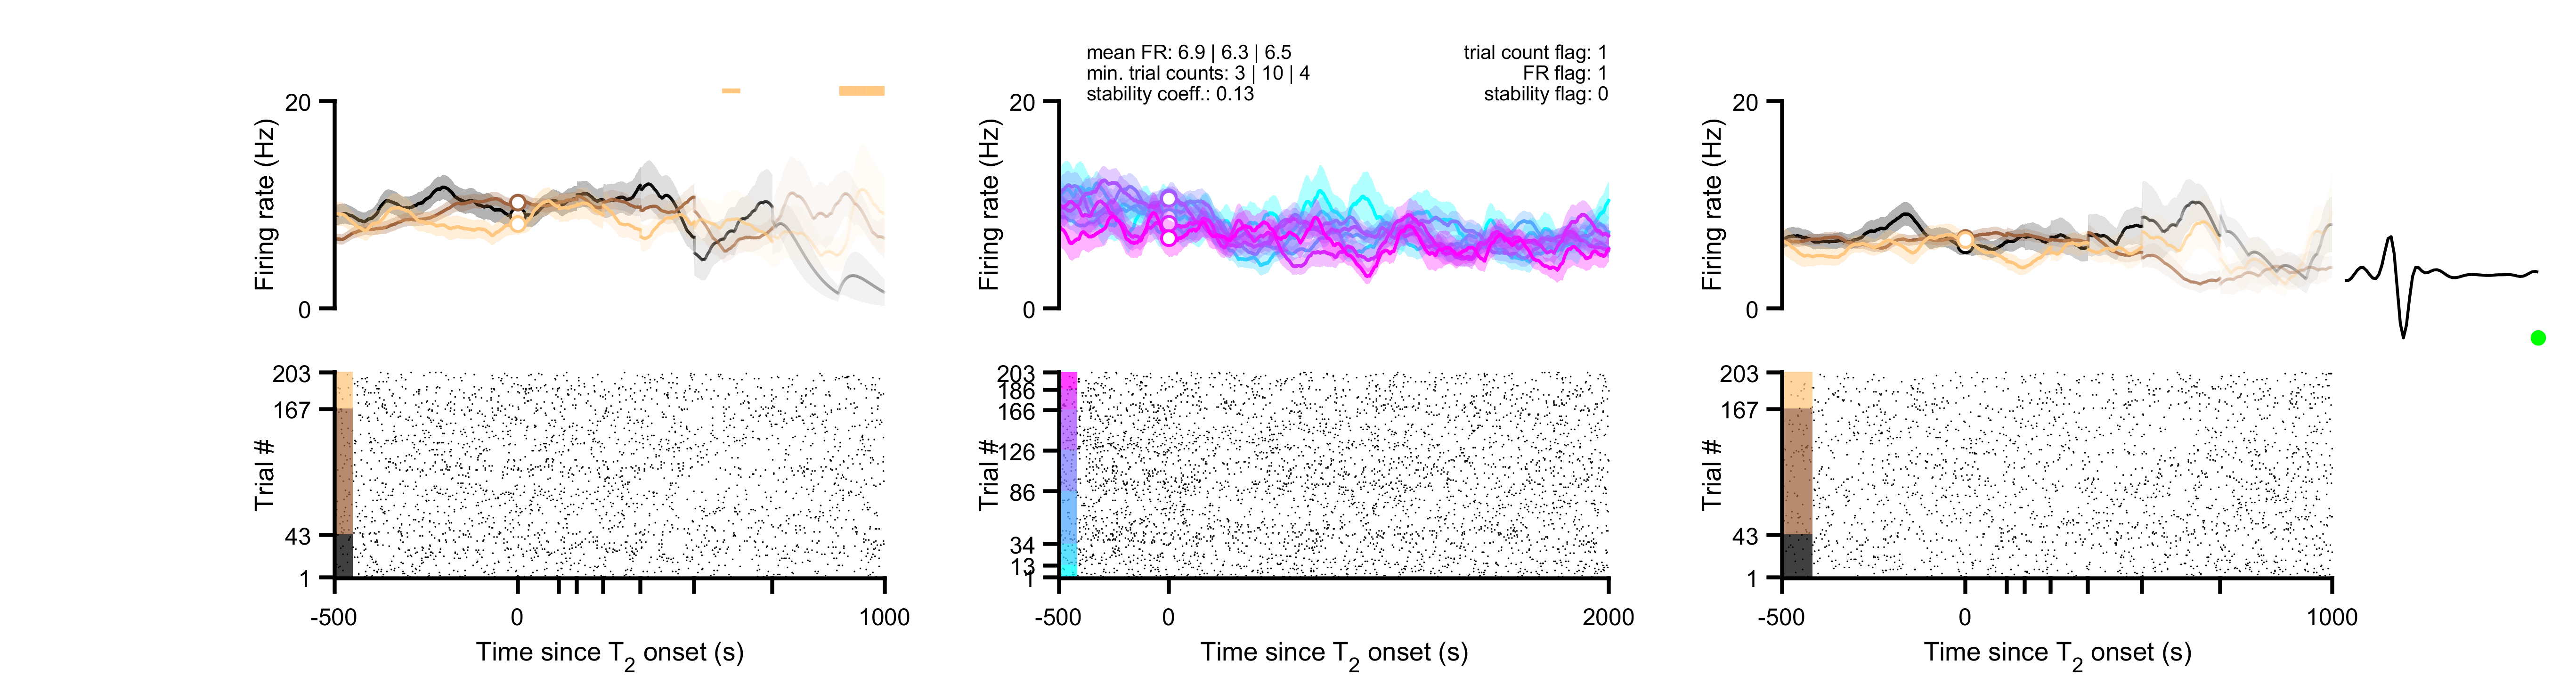 mean FR: 6.9 | 6.3 | 6.5
min. trial counts: 3 | 10 | 4
stability coeff.: 0.13
trial count flag: 1
FR flag: 1
stability flag: 0
20
Firing rate (Hz)
0
203
167
Trial #
43
1
-500
0
1000
Time since T2 onset (s)
20
Firing rate (Hz)
0
203
186
166
Trial #
126
86
34
13
1
-500
0
2000
Time since T2 onset (s)
20
Firing rate (Hz)
0
203
167
Trial #
43
1
-500
0
1000
Time since T2 onset (s)